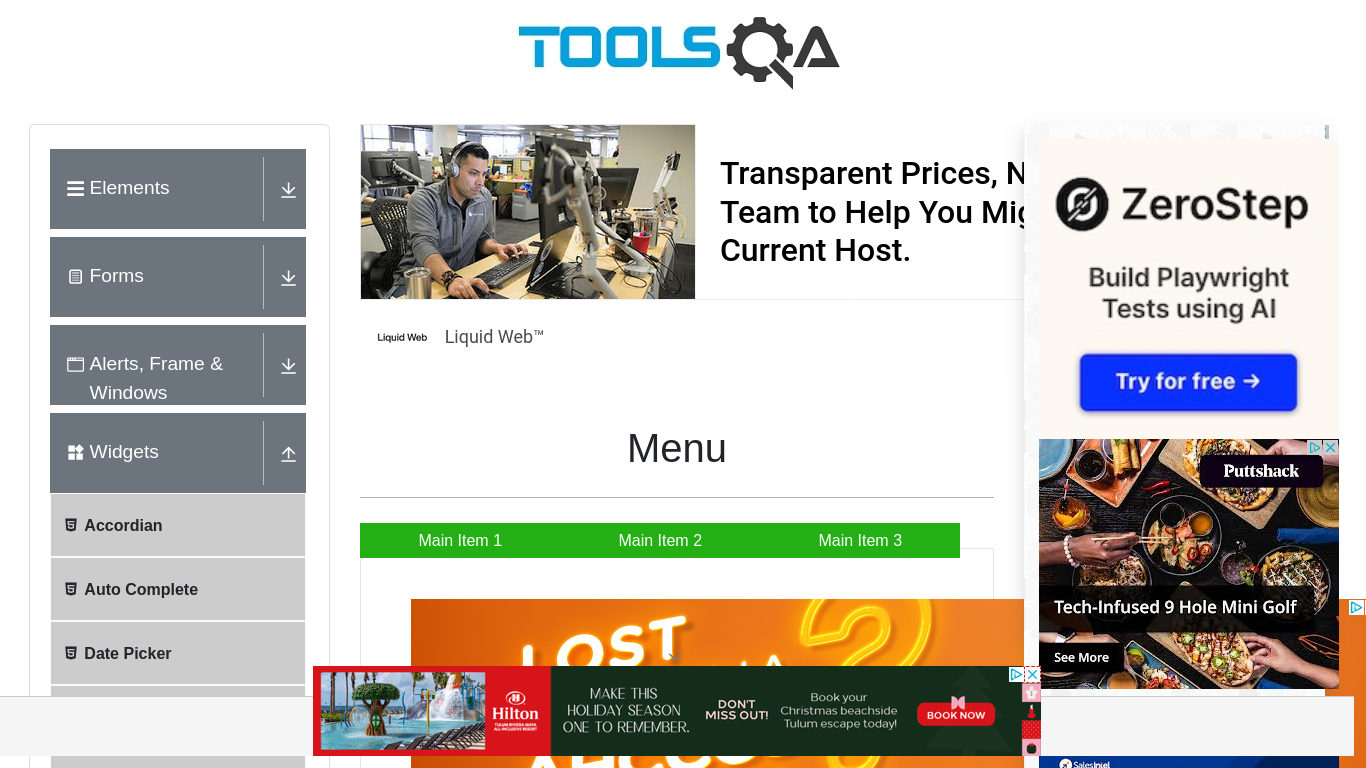 TOOLSQA
Elements
Forms
Alerts, Frame &
Windows
Widgets
Accordian
Auto Complete
Date Picker
Transparent Prices, N
Team to Help You Mig
Current Host.
Liquid Web
Liquid Web™
Menu
Main Item 1
Main Item 2
Main Item 3
LOST
ZeroStep
Build Playwright
Tests using AI
Try for free →
Puttshack
Tech-Infused 9 Hole Mini Golf
See More
Hilton
TULUM RIVIERA MAYA
ALL-INCLUSIVE RESORT
MAKE THIS
HOLIDAY SEASON
ONE TO REMEMBER.
DON'T
MISS OUT!
Book your
Christmas beachside
Tulum escape today!
BOOK NOW
SalesIntel